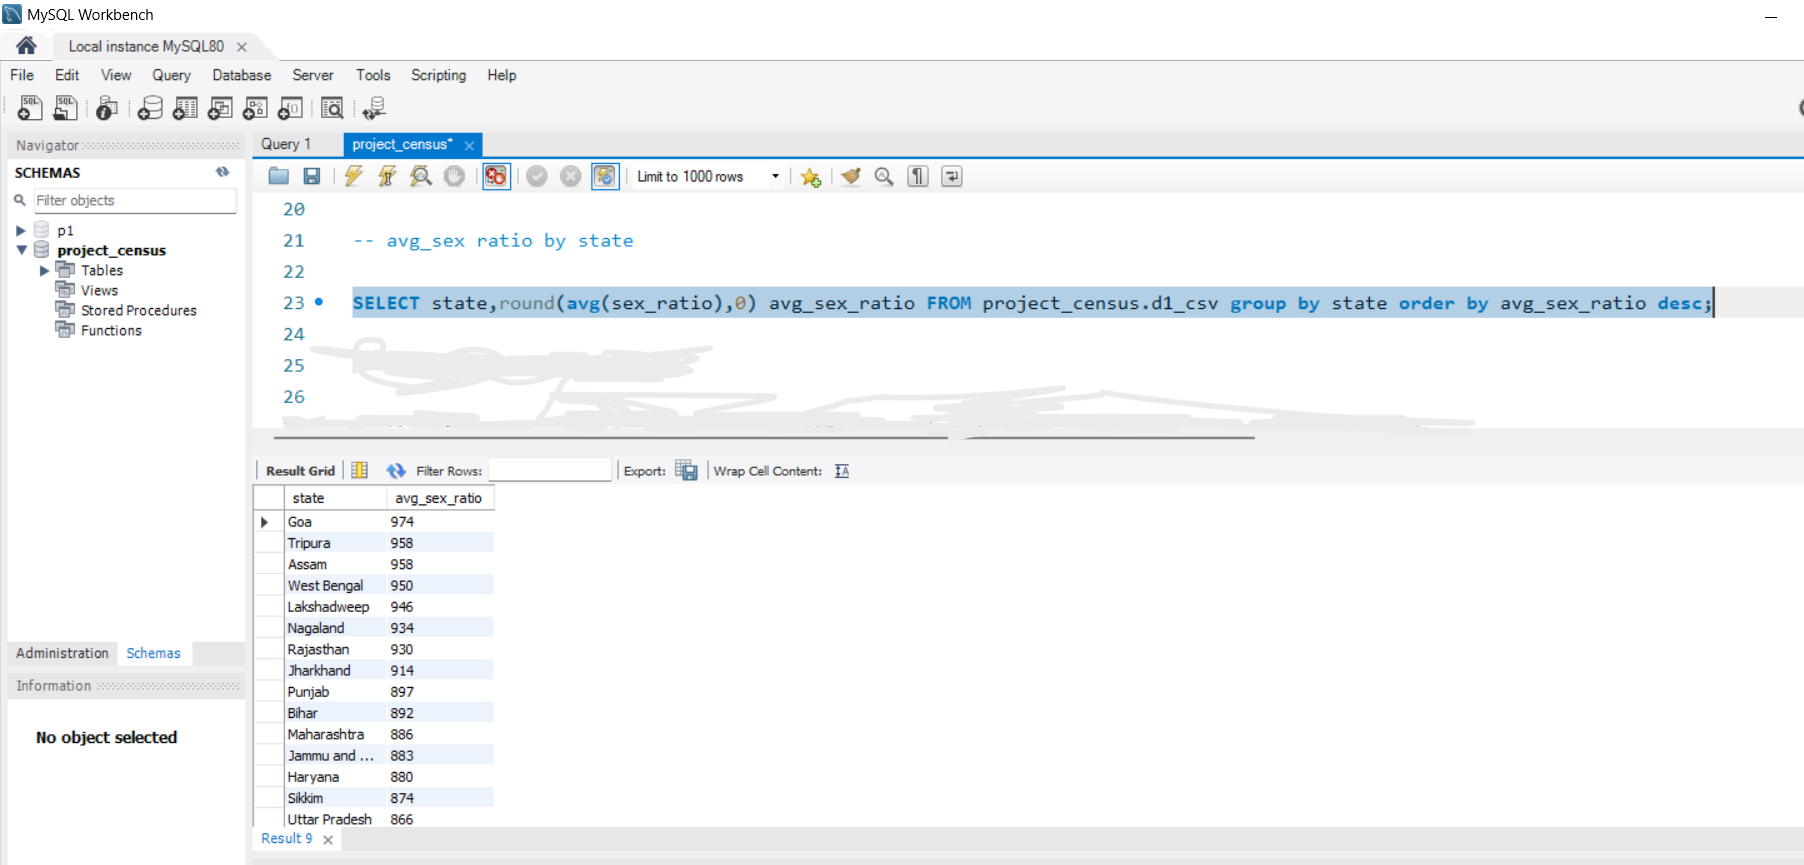 MySQL Workbench
Local instance MySQL80
File Edit View Query Database Server Tools Scripting Help
Navigator
SCHEMAS
Filter objects
p1
project_census
Tables
Views
Stored Procedures
Functions
Administration Schemas
Information
No object selected
Query 1 project_census*
Limit to 1000 rows
20
21 -- avg_sex ratio by state
22
23 SELECT state,round(avg(sex_ratio),0) avg_sex_ratio FROM project_census.d1_csv group by state order by avg_sex_ratio desc;
24
25
26
Result Grid Filter Rows: Export: Wrap Cell Content:
state avg_sex_ratio
Goa 974
Tripura 958
Assam 958
West Bengal 950
Lakshadweep 946
Nagaland 934
Rajasthan 930
Jharkhand 914
Punjab 897
Bihar 892
Maharashtra 886
Jammu and ... 883
Haryana 880
Sikkim 874
Uttar Pradesh 866
Result 9